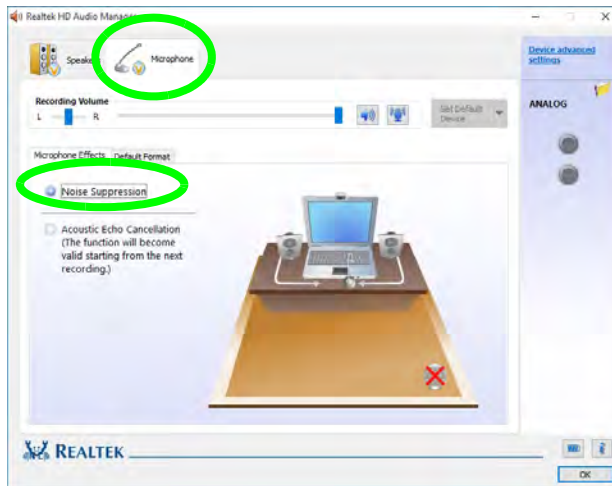 Realtek HD Audio Manager
Speakers
Microphone
Device advanced
settings
Recording Volume
L
R
Set Default
Device
ANALOG
Microphone Effects
Default Format
Noise Suppression
Acoustic Echo Cancellation
(The function will become
valid starting from the next
recording.)
REALTEK
OK